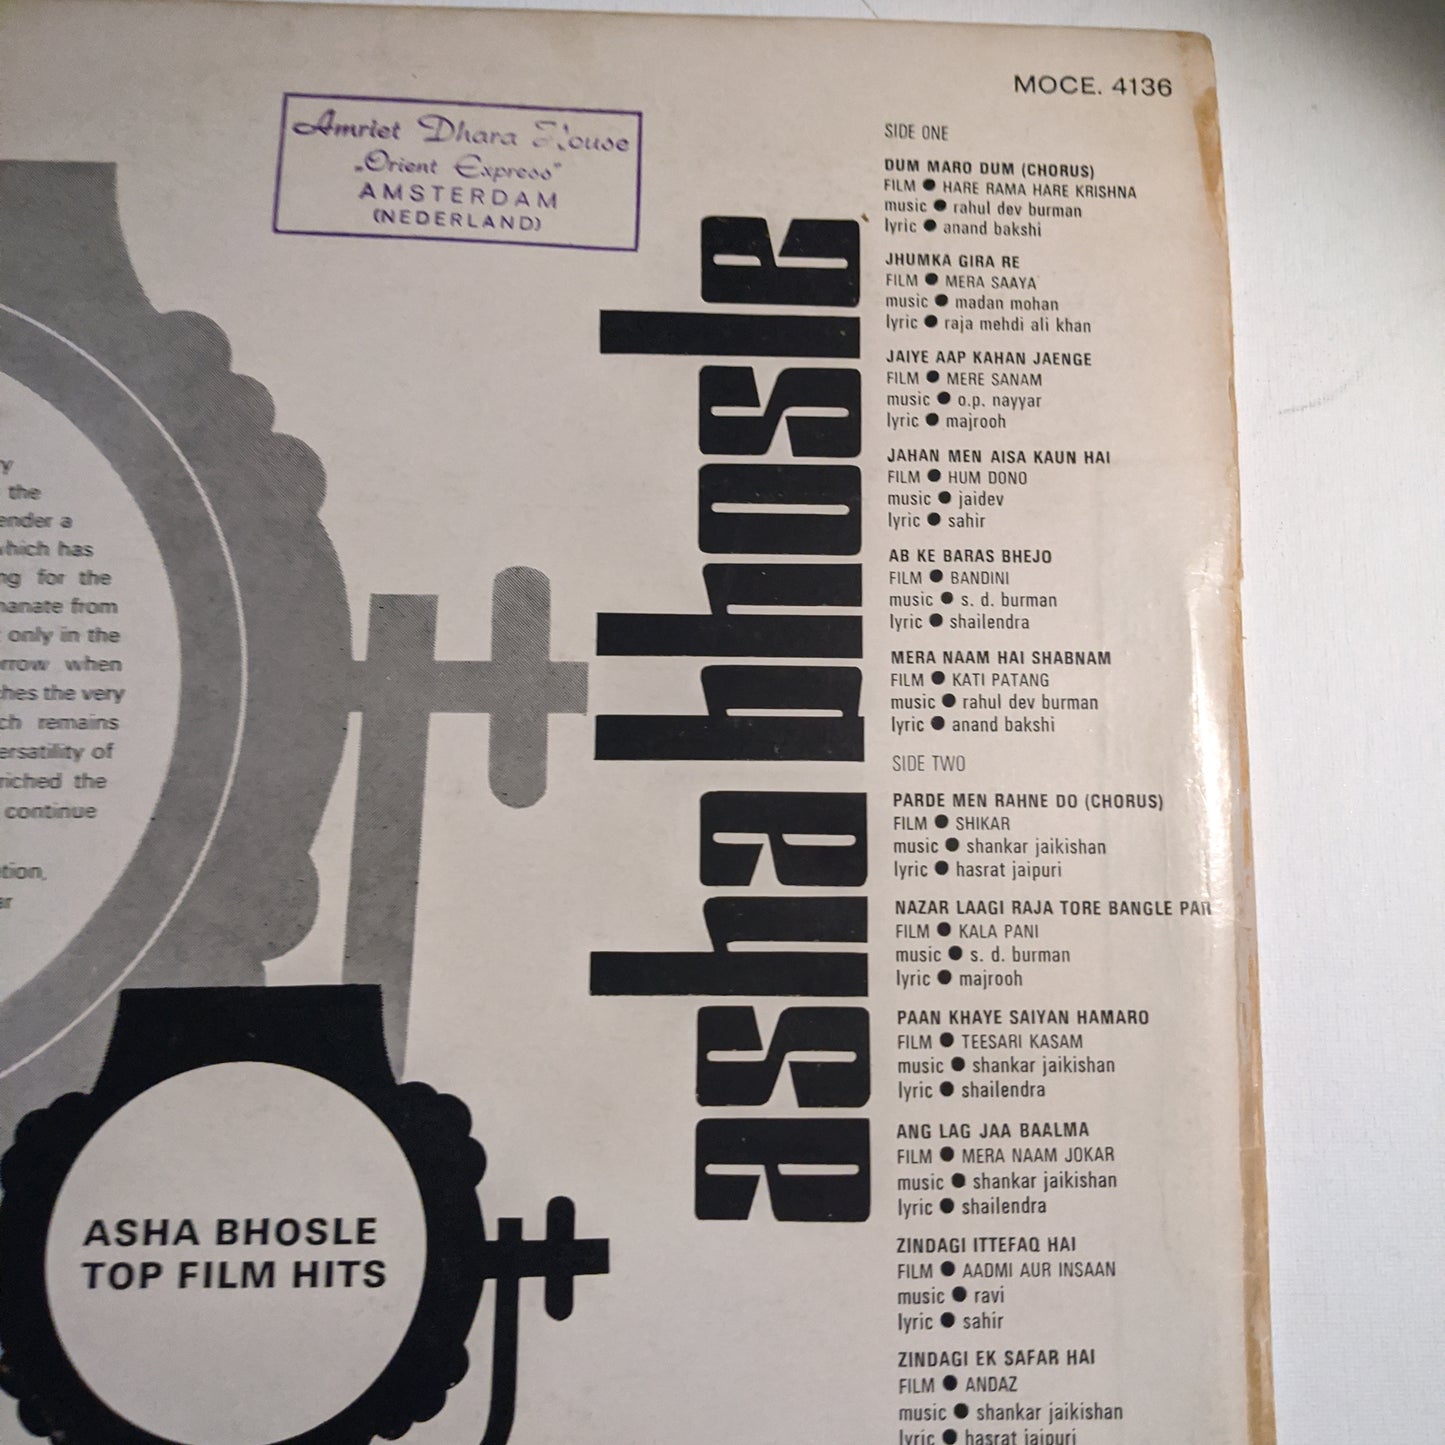 MOCE. 4136
Amriet Dhara House
„Orient Express"
AMSTERDAM
(NEDERLAND)
SIDE ONE
DUM MARO DUM (CHORUS)
FILM ● HARE RAMA HARE KRISHNA
music ● rahul dev burman
lyric ● anand bakshi
JHUMKA GIRA RE
FILM ● MERA SAAYA
music ● madan mohan
lyric ● raja mehdi ali khan
JAIYE AAP KAHAN JAENGE
FILM ● MERE SANAM
music ● o.p. nayyar
lyric ● majrooh
JAHAN MEN AISA KAUN HAI
FILM ● HUM DONO
music ● jaidev
lyric ● sahir
AB KE BARAS BHEJO
FILM ● BANDINI
music ● s. d. burman
lyric ● shailendra
MERA NAAM HAI SHABNAM
FILM ● KATI PATANG
music ● rahul dev burman
lyric ● anand bakshi
SIDE TWO
PARDE MEN RAHNE DO (CHORUS)
FILM ● SHIKAR
music ● shankar jaikishan
lyric ● hasrat jaipuri
NAZAR LAAGI RAJA TORE BANGLE PAR
FILM ● KALA PANI
music ● s. d. burman
lyric ● majrooh
PAAN KHAYE SAIYAN HAMARO
FILM ● TEESARI KASAM
music ● shankar jaikishan
lyric ● shailendra
ANG LAG JAA BAALMA
FILM ● MERA NAAM JOKAR
music ● shankar jaikishan
lyric ● shailendra
ZINDAGI ITTEFAQ HAI
FILM ● AADMI AUR INSAAN
music ● ravi
lyric ● sahir
ZINDAGI EK SAFAR HAI
FILM ● ANDAZ
music ● shankar jaikishan
lyric ● hasrat jaipuri
asha bhosle
the
a
has
for the
from
only in the
when
the very
remains
of
the
continue
ASHA BHOSLE
TOP FILM HITS